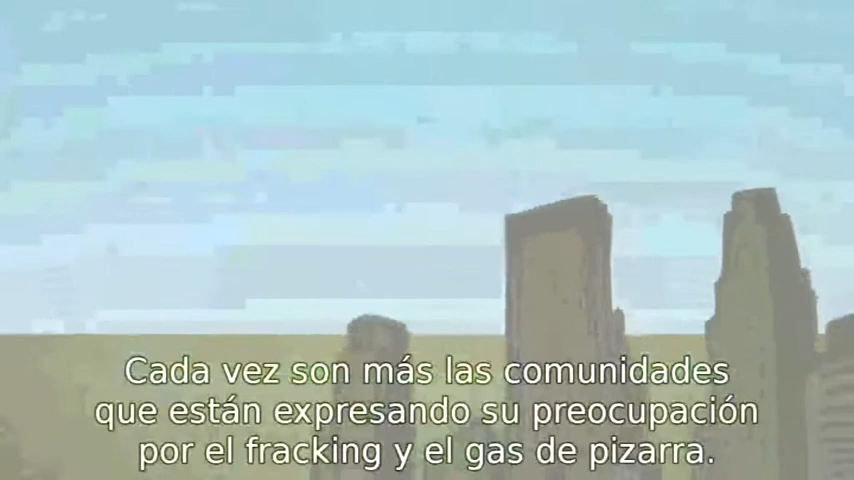 Cada vez son más las comunidades
que están expresando su preocupación
por el fracking y el gas de pizarra.